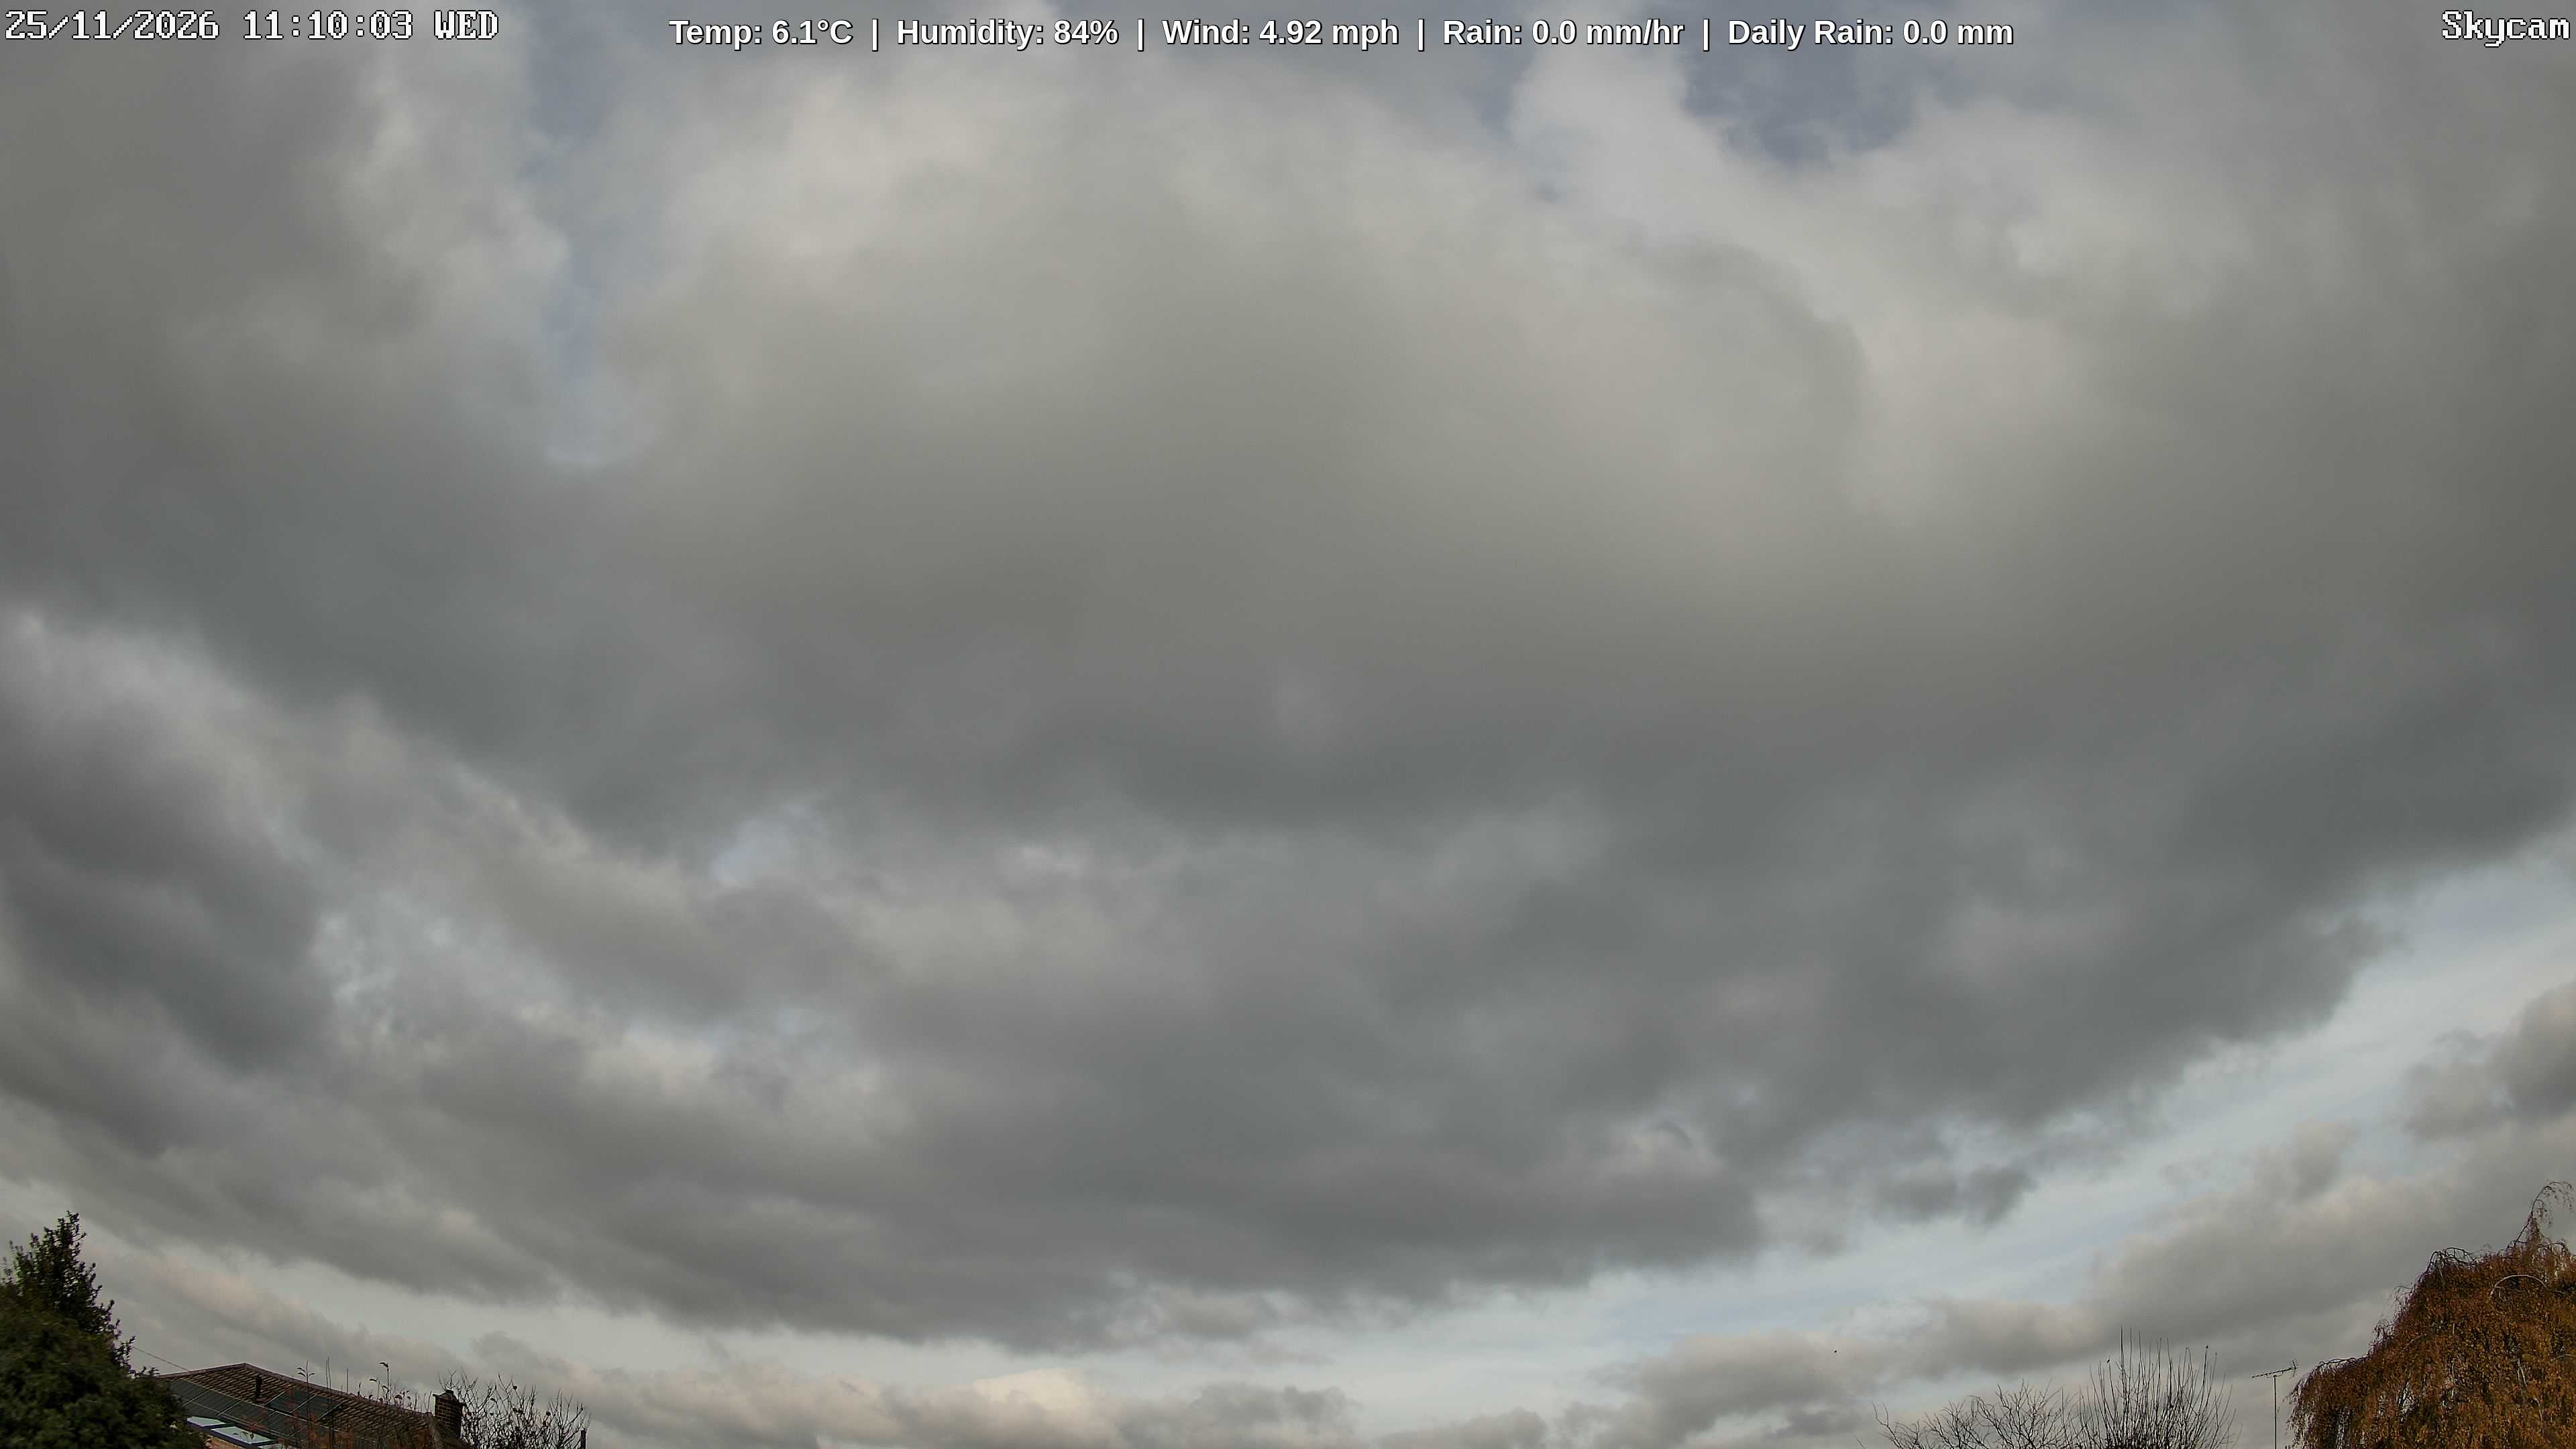 25/11/2026 11:10:03 WED
Temp: 6.1°C | Humidity: 84% | Wind: 4.92 mph | Rain: 0.0 mm/hr | Daily Rain: 0.0 mm
Skycam